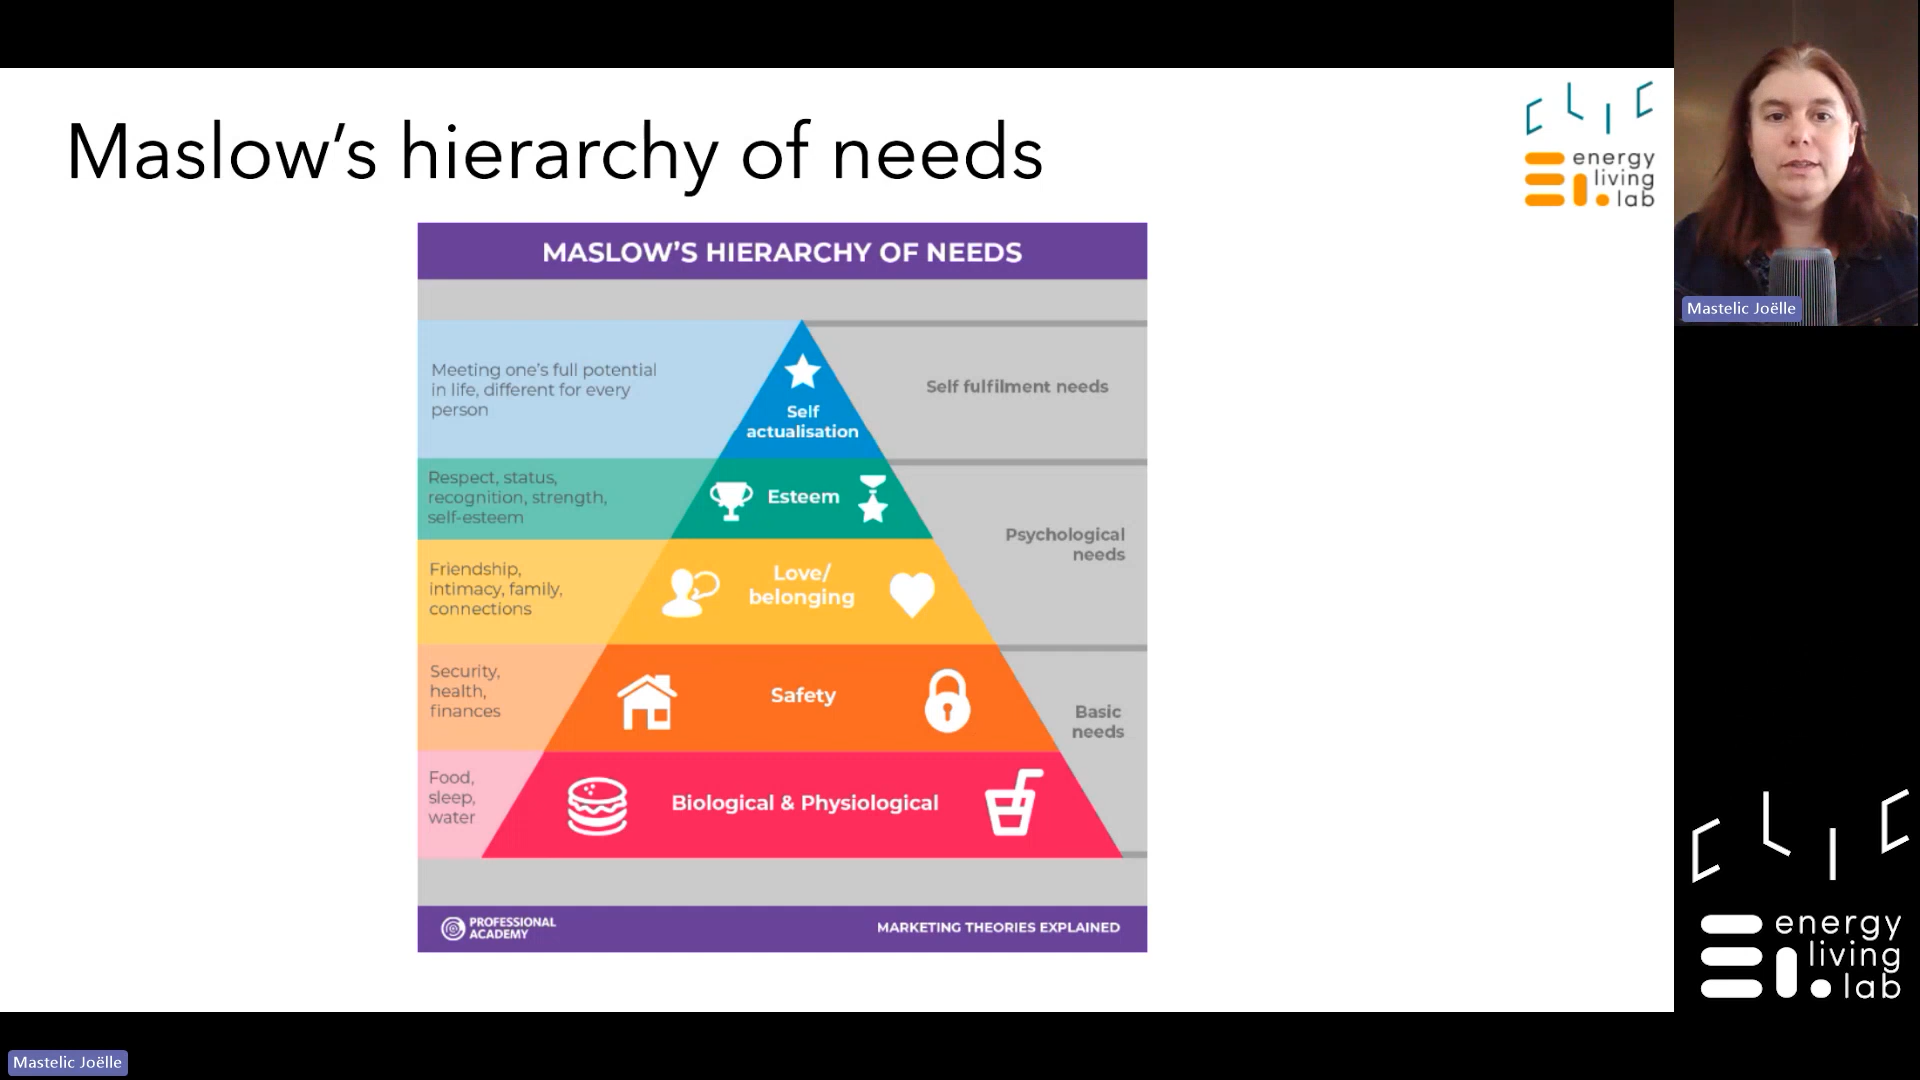 Maslow’s hierarchy of needs
CLIC
energy
living
lab
Mastelic Joëlle
MASLOW’S HIERARCHY OF NEEDS
Meeting one’s full potential
in life, different for every
person
Self
actualisation
Self fulfilment needs
Respect, status,
recognition, strength,
self-esteem
Esteem
Psychological
needs
Friendship,
intimacy, family,
connections
Love/
belonging
Security,
health,
finances
Safety
Basic
needs
Food,
sleep,
water
Biological & Physiological
PROFESSIONAL
ACADEMY
MARKETING THEORIES EXPLAINED
CLIC
energy
living
lab
Mastelic Joëlle